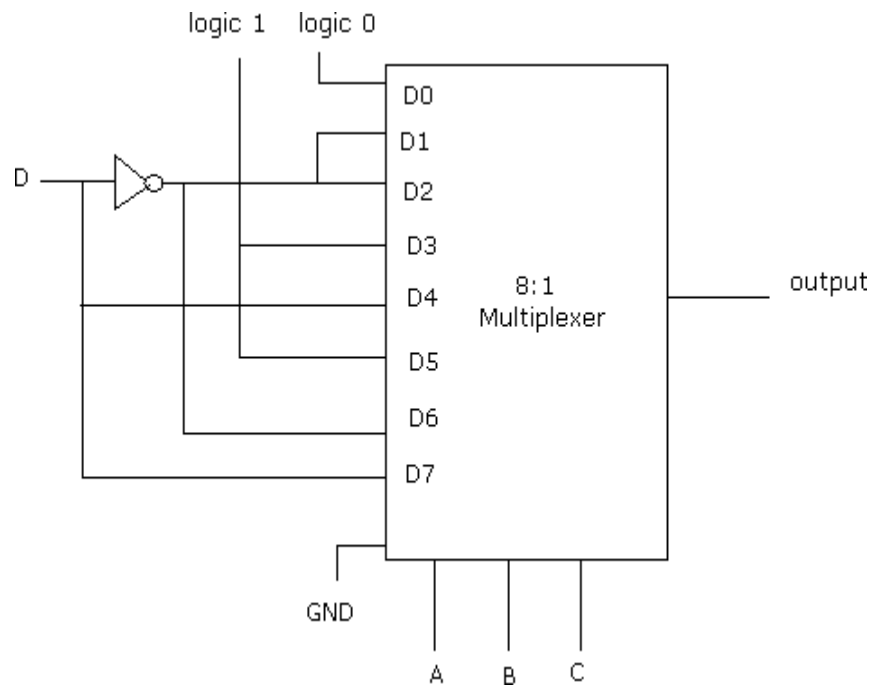 logic 1 logic 0
D0
D1
D
D2
D3
8:1
Multiplexer
output
D4
D5
D6
D7
GND
A B C